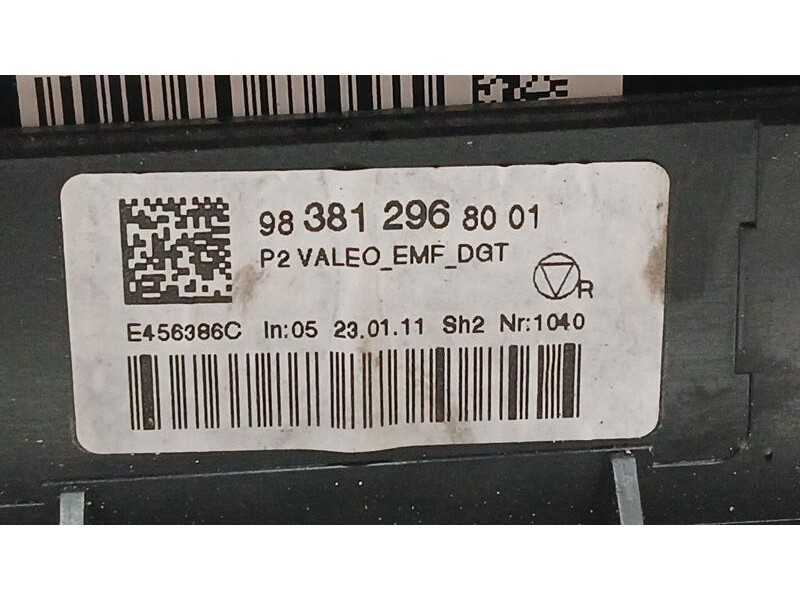 98 381 296 80 01
P2 VALEO_EMF_DGT
R
E456386C In:05 23.01.11 Sh2 Nr:1040